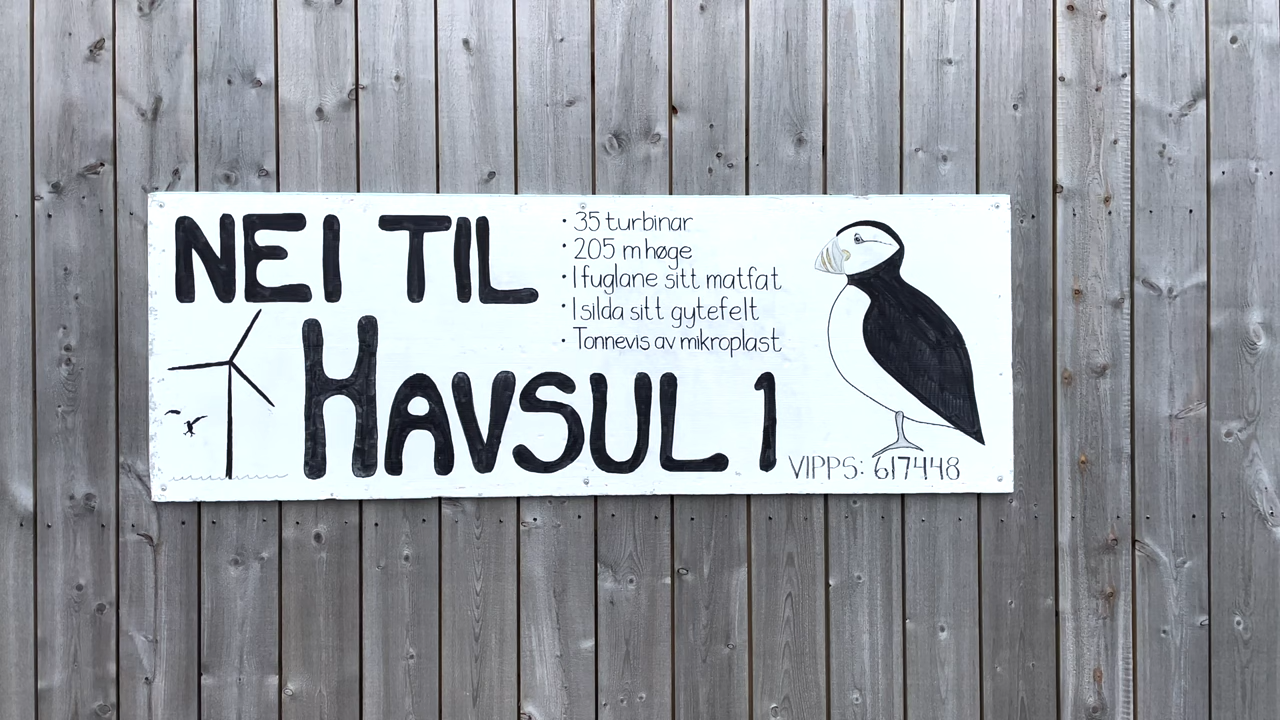 NEI TIL
HAVSUL 1
• 35 turbinar
• 205 m høge
• I fuglane sitt matfat
• I silda sitt gytefelt
• Tonnevis av mikroplast
VIPPS: 617448